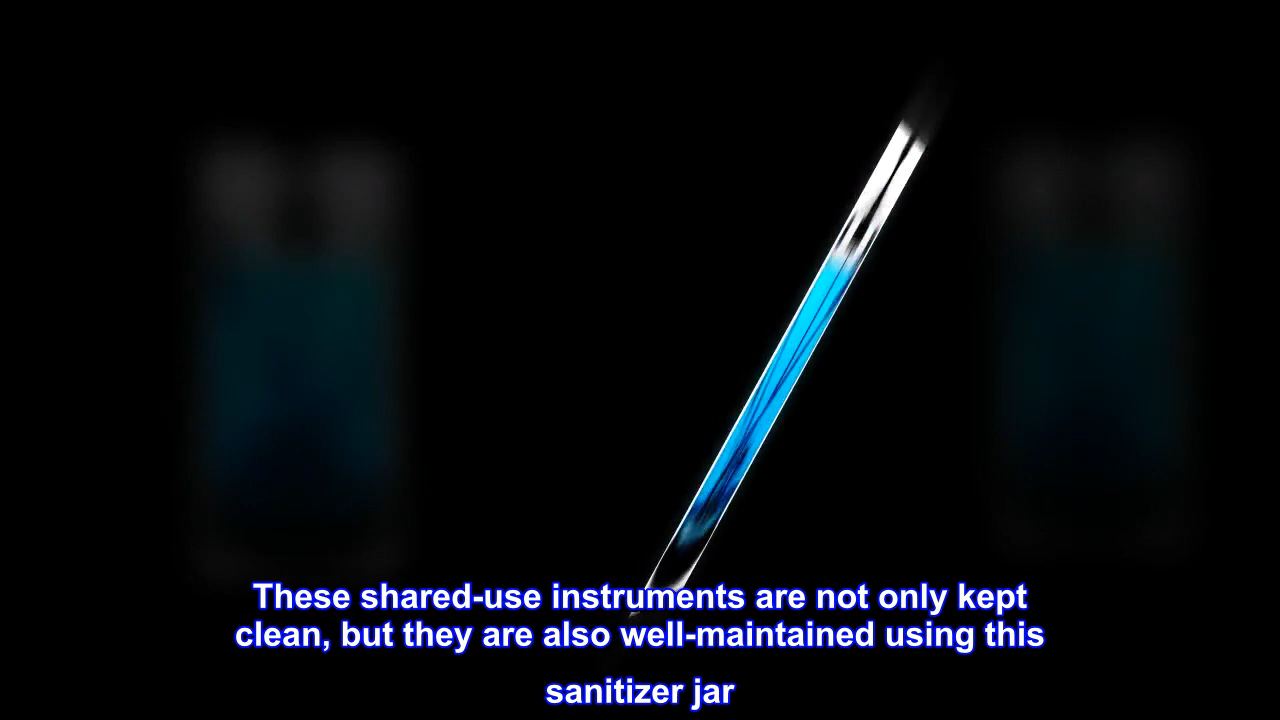 These shared-use instruments are not only kept
clean, but they are also well-maintained using this
sanitizer jar